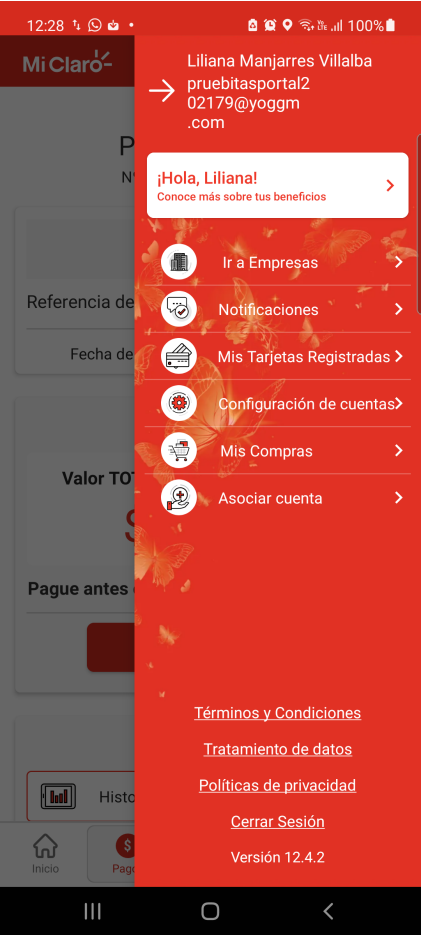 12:28
100%
Mi Claro
Liliana Manjarres Villalba
pruebitasportal2
02179@yoggm
.com
P
N°
¡Hola, Liliana!
Conoce más sobre tus beneficios
Ir a Empresas
Notificaciones
Referencia de
Mis Tarjetas Registradas
Fecha de
Configuración de cuentas
Mis Compras
Valor TOT
Asociar cuenta
$
Pague antes
Términos y Condiciones
Tratamiento de datos
Políticas de privacidad
Histo
Cerrar Sesión
Versión 12.4.2
Inicio
Pago